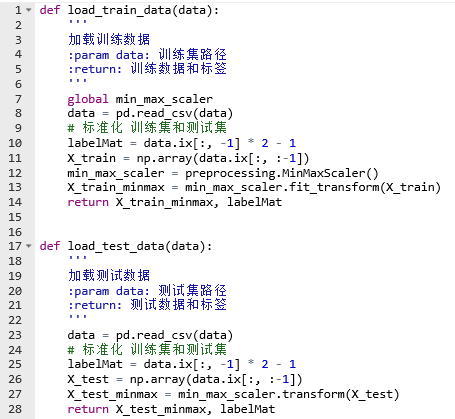 1 def load_train_data(data):
2     '''
3     加载训练数据
4     :param data: 训练集路径
5     :return: 训练数据和标签
6     '''
7     global min_max_scaler
8     data = pd.read_csv(data)
9     # 标准化 训练集和测试集
10     labelMat = data.ix[:, -1] * 2 - 1
11     X_train = np.array(data.ix[:, :-1])
12     min_max_scaler = preprocessing.MinMaxScaler()
13     X_train_minmax = min_max_scaler.fit_transform(X_train)
14     return X_train_minmax, labelMat
15
16
17 def load_test_data(data):
18     '''
19     加载测试数据
20     :param data: 测试集路径
21     :return: 测试数据和标签
22     '''
23     data = pd.read_csv(data)
24     # 标准化 训练集和测试集
25     labelMat = data.ix[:, -1] * 2 - 1
26     X_test = np.array(data.ix[:, :-1])
27     X_test_minmax = min_max_scaler.transform(X_test)
28     return X_test_minmax, labelMat